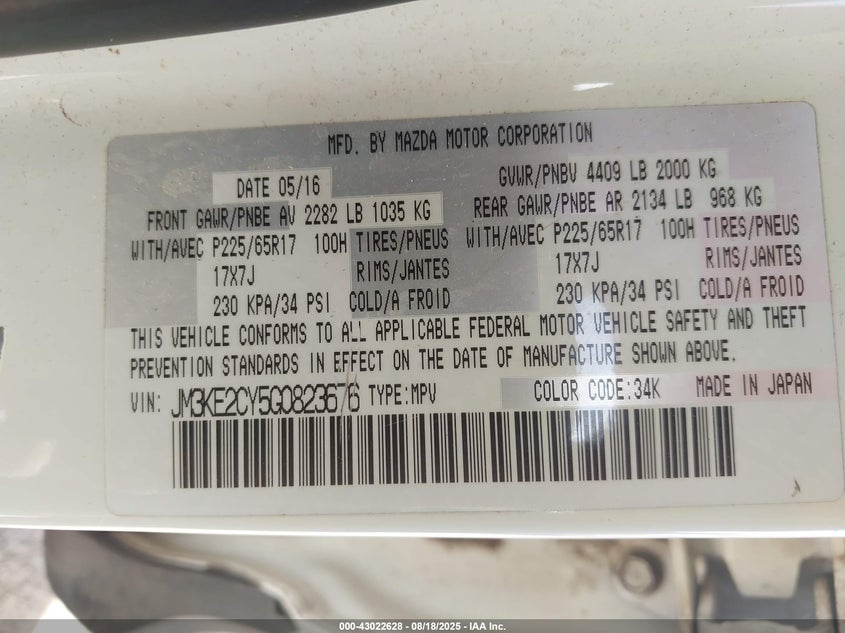 MFD. BY MAZDA MOTOR CORPORATION
DATE 05/16 GVWR/PNBV 4409 LB 2000 KG
FRONT GAWR/PNBE AV 2282 LB 1035 KG REAR GAWR/PNBE AR 2134 LB 968 KG
WITH/AVEC P225/65R17 100H TIRES/PNEUS WITH/AVEC P225/65R17 100H TIRES/PNEUS
17X7J RIMS/JANTES 17X7J RIMS/JANTES
230 KPA/34 PSI COLD/A FROID 230 KPA/34 PSI COLD/A FROID
THIS VEHICLE CONFORMS TO ALL APPLICABLE FEDERAL MOTOR VEHICLE SAFETY AND THEFT
PREVENTION STANDARDS IN EFFECT ON THE DATE OF MANUFACTURE SHOWN ABOVE.
VIN: JM3KE2CY5G0823676 TYPE:MPV COLOR CODE:34K MADE IN JAPAN
000-43022628 - 08/18/2025 - IAA Inc.